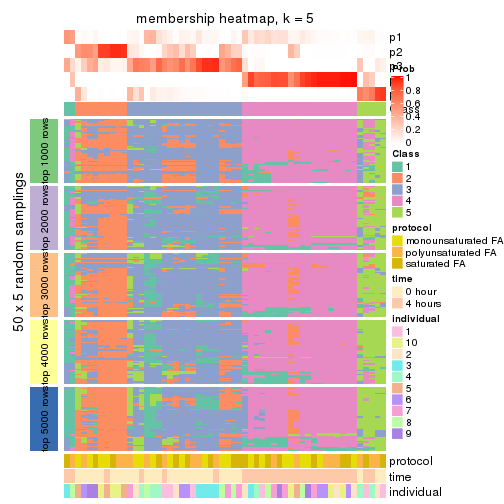 membership heatmap, k = 5
p1
p2
p3
Prob
1
0.8
0.6
0.4
0.2
0
Class
1
2
3
4
5
protocol
monounsaturated FA
polyunsaturated FA
saturated FA
time
0 hour
4 hours
individual
1
10
2
3
4
5
6
7
8
9
50 x 5 random samplings
top 1000 rows
top 2000 rows
top 3000 rows
top 4000 rows
top 5000 rows
protocol
time
individual